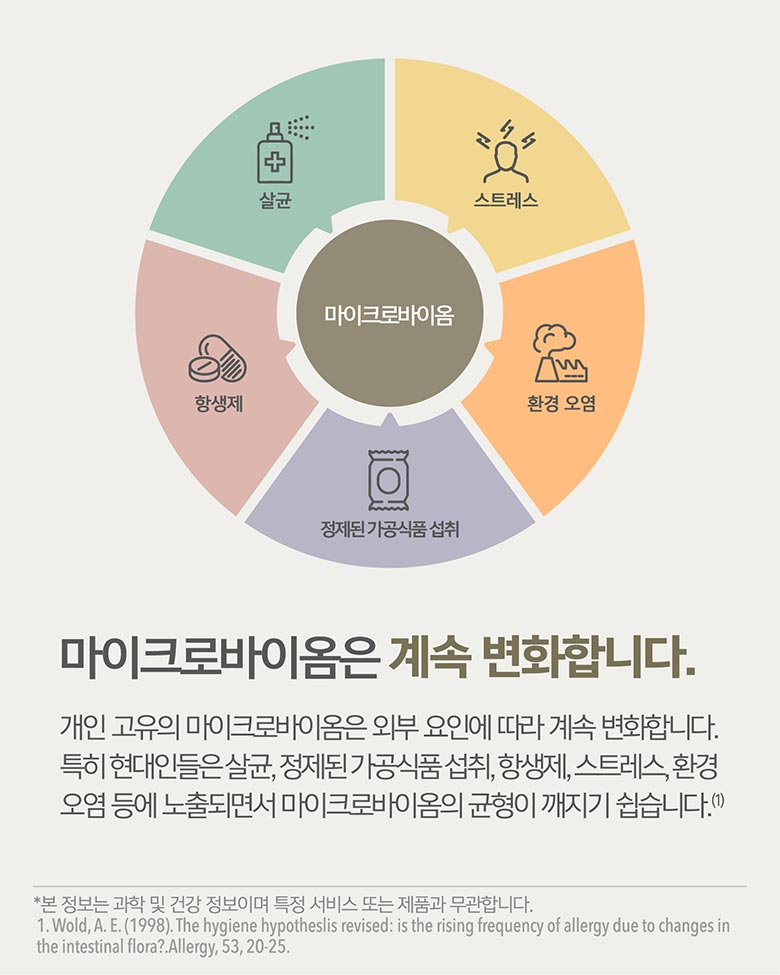 살균
스트레스
마이크로바이옴
항생제
환경 오염
정제된 가공식품 섭취
마이크로바이옴은 계속 변화합니다.
개인 고유의 마이크로바이옴은 외부 요인에 따라 계속 변화합니다.
특히 현대인들은 살균, 정제된 가공식품 섭취, 항생제, 스트레스, 환경
오염 등에 노출되면서 마이크로바이옴의 균형이 깨지기 쉽습니다.(1)
*본 정보는 과학 및 건강 정보이며 특정 서비스 또는 제품과 무관합니다.
1. Wold, A. E. (1998). The hygiene hypotheslis revised: is the rising frequency of allergy due to changes in
the intestinal flora?.Allergy, 53, 20-25.